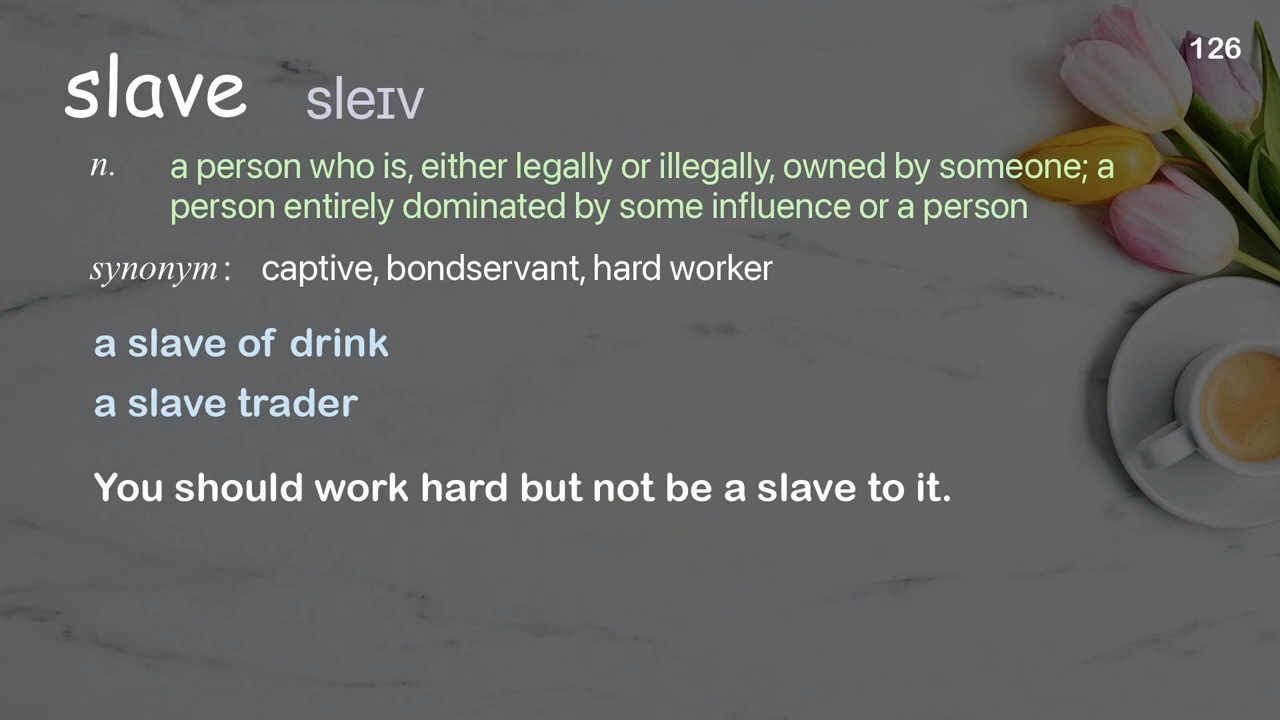 126
slave sleɪv
n. a person who is, either legally or illegally, owned by someone; a
person entirely dominated by some influence or a person
synonym: captive, bondservant, hard worker
a slave of drink
a slave trader
You should work hard but not be a slave to it.